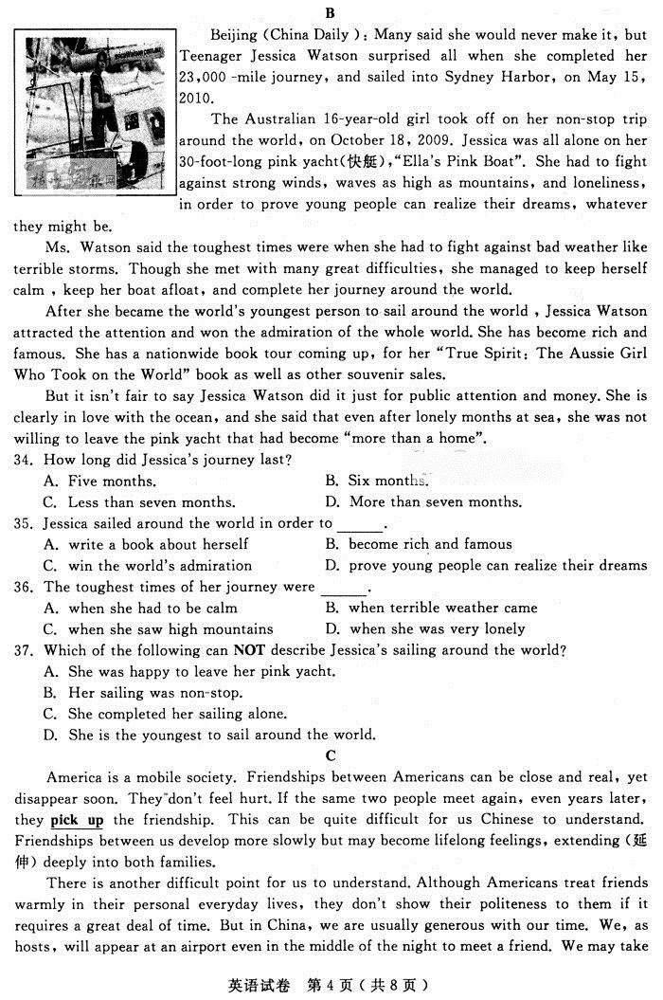 B
Beijing (China Daily): Many said she would never make it, but
Teenager Jessica Watson surprised all when she completed her
23,000 -mile journey, and sailed into Sydney Harbor, on May 15,
2010.
The Australian 16-year-old girl took off on her non-stop trip
around the world, on October 18, 2009. Jessica was all alone on her
30-foot-long pink yacht(快艇),“Ella's Pink Boat”. She had to fight
against strong winds, waves as high as mountains, and loneliness,
in order to prove young people can realize their dreams, whatever
they might be.
Ms. Watson said the toughest times were when she had to fight against bad weather like
terrible storms. Though she met with many great difficulties, she managed to keep herself
calm , keep her boat afloat, and complete her journey around the world.
After she became the world's youngest person to sail around the world , Jessica Watson
attracted the attention and won the admiration of the whole world. She has become rich and
famous. She has a nationwide book tour coming up, for her “True Spirit: The Aussie Girl
Who Took on the World” book as well as other souvenir sales.
But it isn't fair to say Jessica Watson did it just for public attention and money. She is
clearly in love with the ocean, and she said that even after lonely months at sea, she was not
willing to leave the pink yacht that had become “more than a home”.
34. How long did Jessica's journey last?
A. Five months. B. Six months.
C. Less than seven months. D. More than seven months.
35. Jessica sailed around the world in order to ______.
A. write a book about herself B. become rich and famous
C. win the world's admiration D. prove young people can realize their dreams
36. The toughest times of her journey were ______.
A. when she had to be calm B. when terrible weather came
C. when she saw high mountains D. when she was very lonely
37. Which of the following can NOT describe Jessica's sailing around the world?
A. She was happy to leave her pink yacht.
B. Her sailing was non-stop.
C. She completed her sailing alone.
D. She is the youngest to sail around the world.
C
America is a mobile society. Friendships between Americans can be close and real, yet
disappear soon. They don't feel hurt. If the same two people meet again, even years later,
they pick up the friendship. This can be quite difficult for us Chinese to understand.
Friendships between us develop more slowly but may become lifelong feelings, extending (延
伸) deeply into both families.
There is another difficult point for us to understand. Although Americans treat friends
warmly in their personal everyday lives, they don't show their politeness to them if it
requires a great deal of time. But in China, we are usually generous with our time. We, as
hosts, will appear at an airport even in the middle of the night to meet a friend. We may take
英语试卷 第4页(共8页)